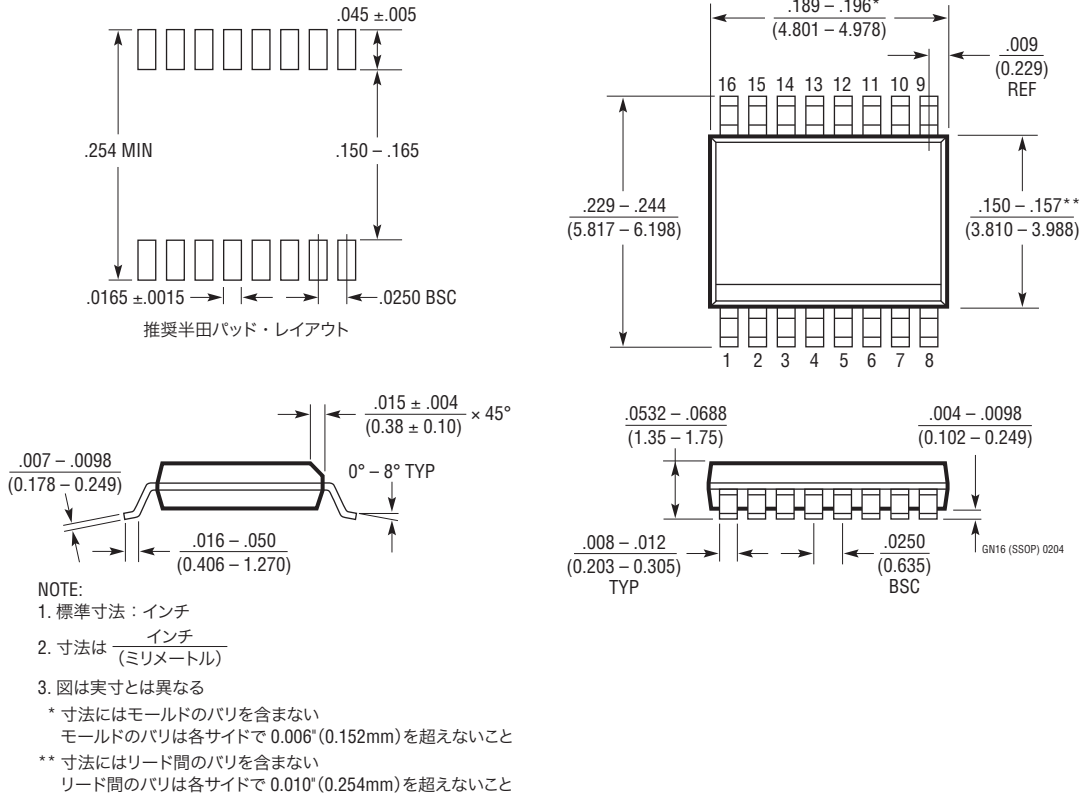 .045 ±.005
.254 MIN
.150 – .165
.0165 ±.0015
.0250 BSC
推奨半田パッド・レイアウト
.189 – .196*
(4.801 – 4.978)
.009
(0.229)
REF
16 15 14 13 12 11 10 9
.229 – .244
(5.817 – 6.198)
.150 – .157**
(3.810 – 3.988)
1 2 3 4 5 6 7 8
.015 ± .004
(0.38 ± 0.10)
× 45°
.007 – .0098
(0.178 – 0.249)
0° – 8° TYP
.016 – .050
(0.406 – 1.270)
.0532 – .0688
(1.35 – 1.75)
.004 – .0098
(0.102 – 0.249)
.008 – .012
(0.203 – 0.305)
TYP
.0250
(0.635)
BSC
GN16 (SSOP) 0204
NOTE:
1. 標準寸法：インチ
2. 寸法は インチ
(ミリメートル)
3. 図は実寸とは異なる
* 寸法にはモールドのバリを含まない
モールドのバリは各サイドで 0.006"(0.152mm)を超えないこと
** 寸法にはリード間のバリを含まない
リード間のバリは各サイドで 0.010"(0.254mm)を超えないこと